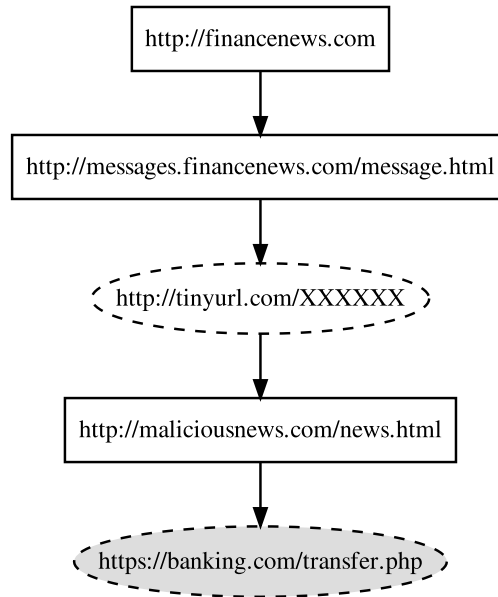 http://financenews.com
http://messages.financenews.com/message.html
http://tinyurl.com/XXXXXX
http://maliciousnews.com/news.html
https://banking.com/transfer.php